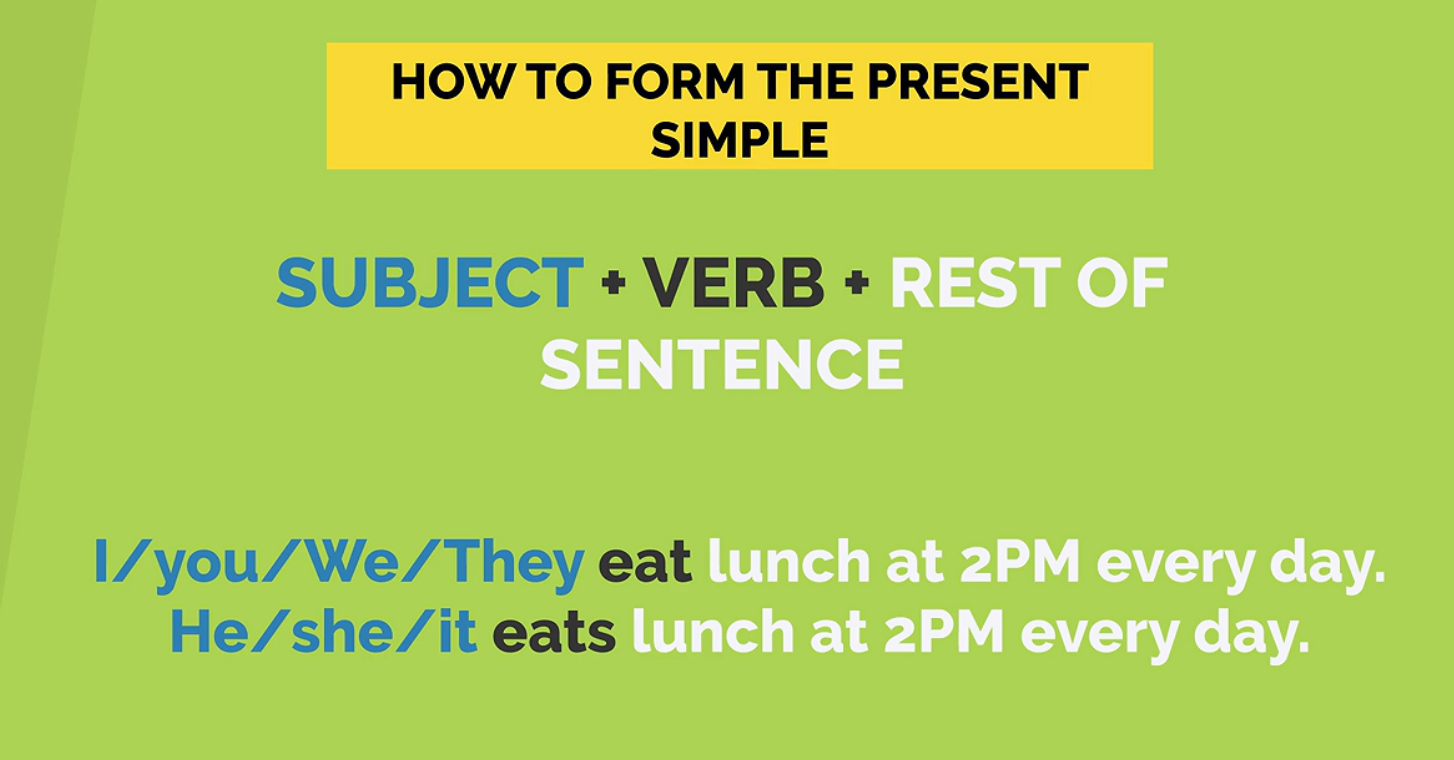 HOW TO FORM THE PRESENT
SIMPLE
SUBJECT + VERB + REST OF
SENTENCE
I/you/We/They eat lunch at 2PM every day.
He/she/it eats lunch at 2PM every day.